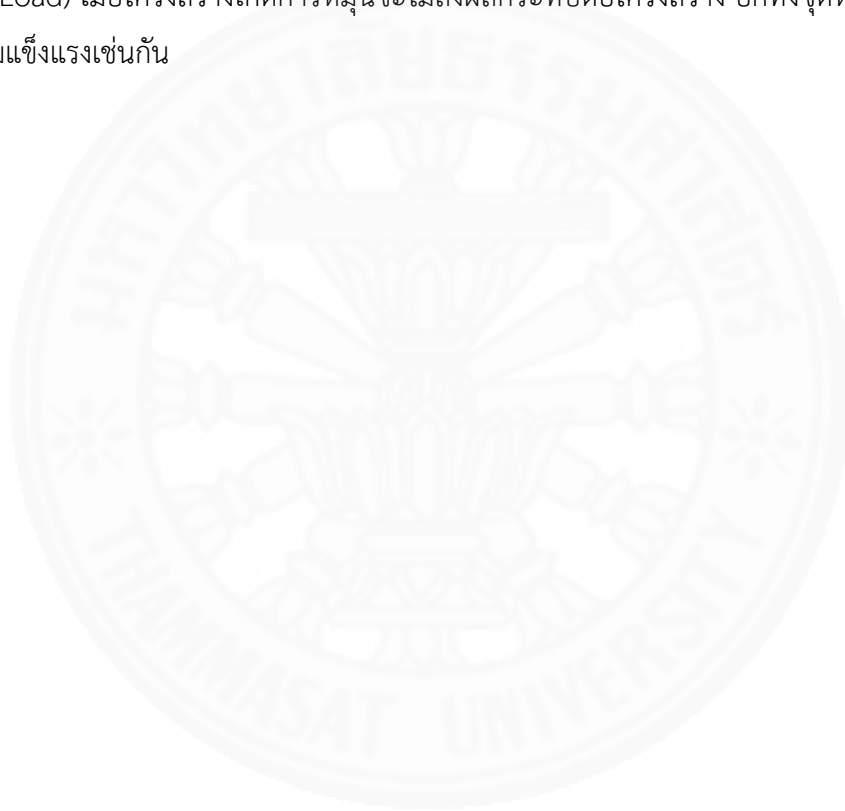 Load) เมื่อโครงสร้างเกิดการหมุนจะไม่ส่งผลกระทบต่อโครงสร้าง อีกทั้งชุด
แข็งแรงเช่นกัน
มหาวิทยาลัยธรรมศาสตร์
THAMMASAT UNIVERSITY